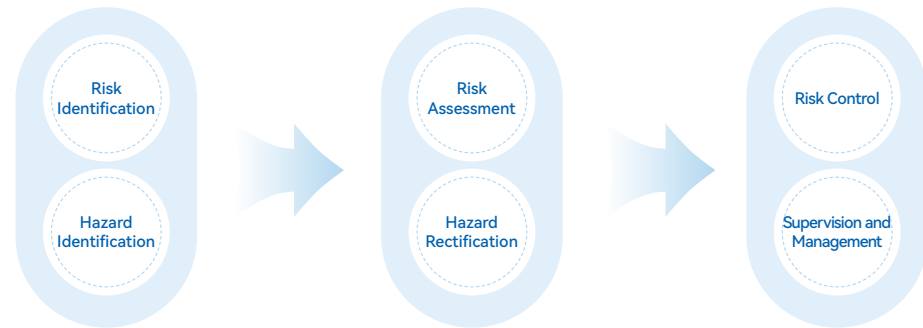 Risk
Identification
Hazard
Identification
Risk
Assessment
Hazard
Rectification
Risk Control
Supervision and
Management